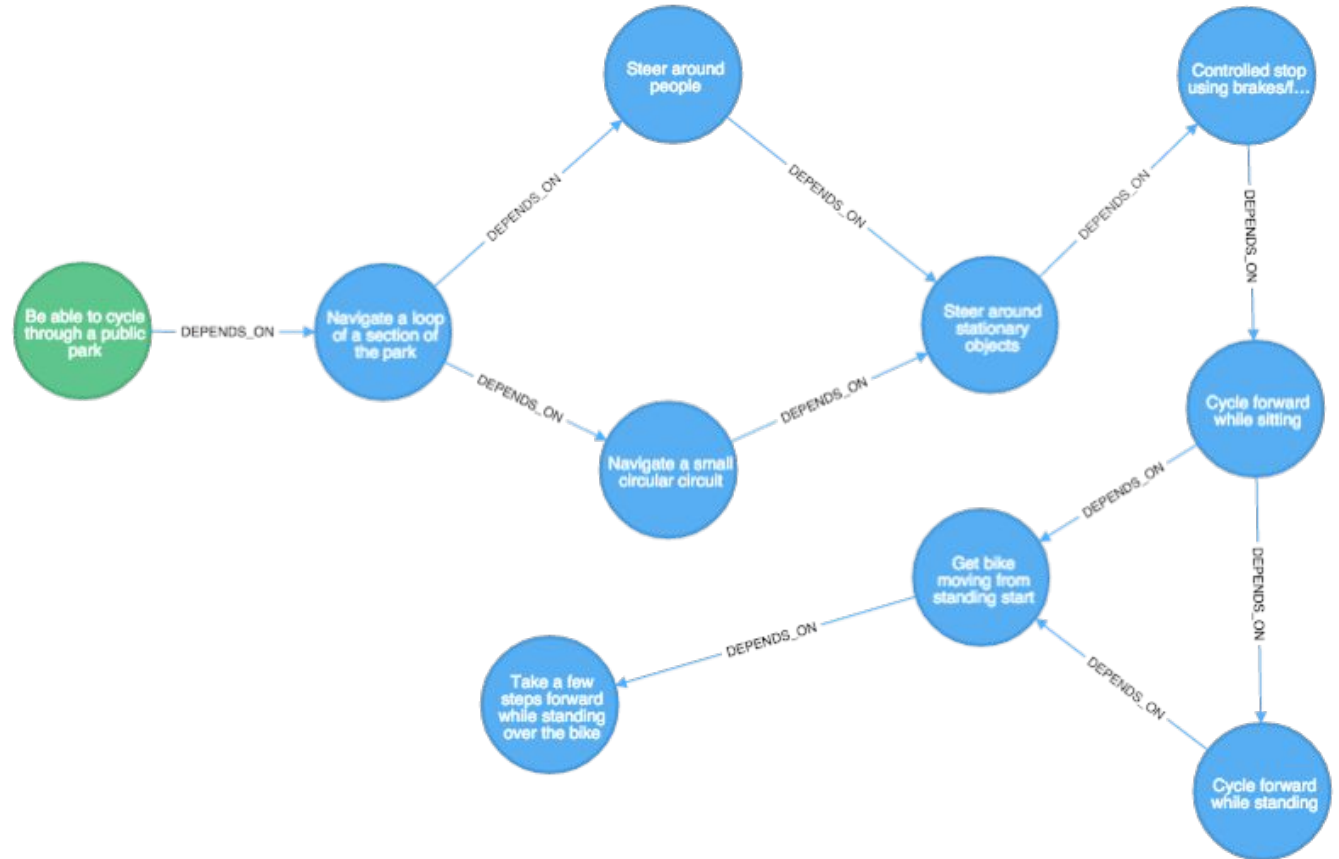 Steer around
people
Controlled stop
using brakes/f...
DEPENDS_ON
DEPENDS_ON
DEPENDS_ON
DEPENDS_ON
Be able to cycle
through a public
park
DEPENDS_ON
Navigate a loop
of a section of
the park
Steer around
stationary
objects
DEPENDS_ON
DEPENDS_ON
Navigate a small
circular circuit
Cycle forward
while sitting
DEPENDS_ON
DEPENDS_ON
Get bike
moving from
standing start
DEPENDS_ON
DEPENDS_ON
Take a few
steps forward
while standing
over the bike
Cycle forward
while standing